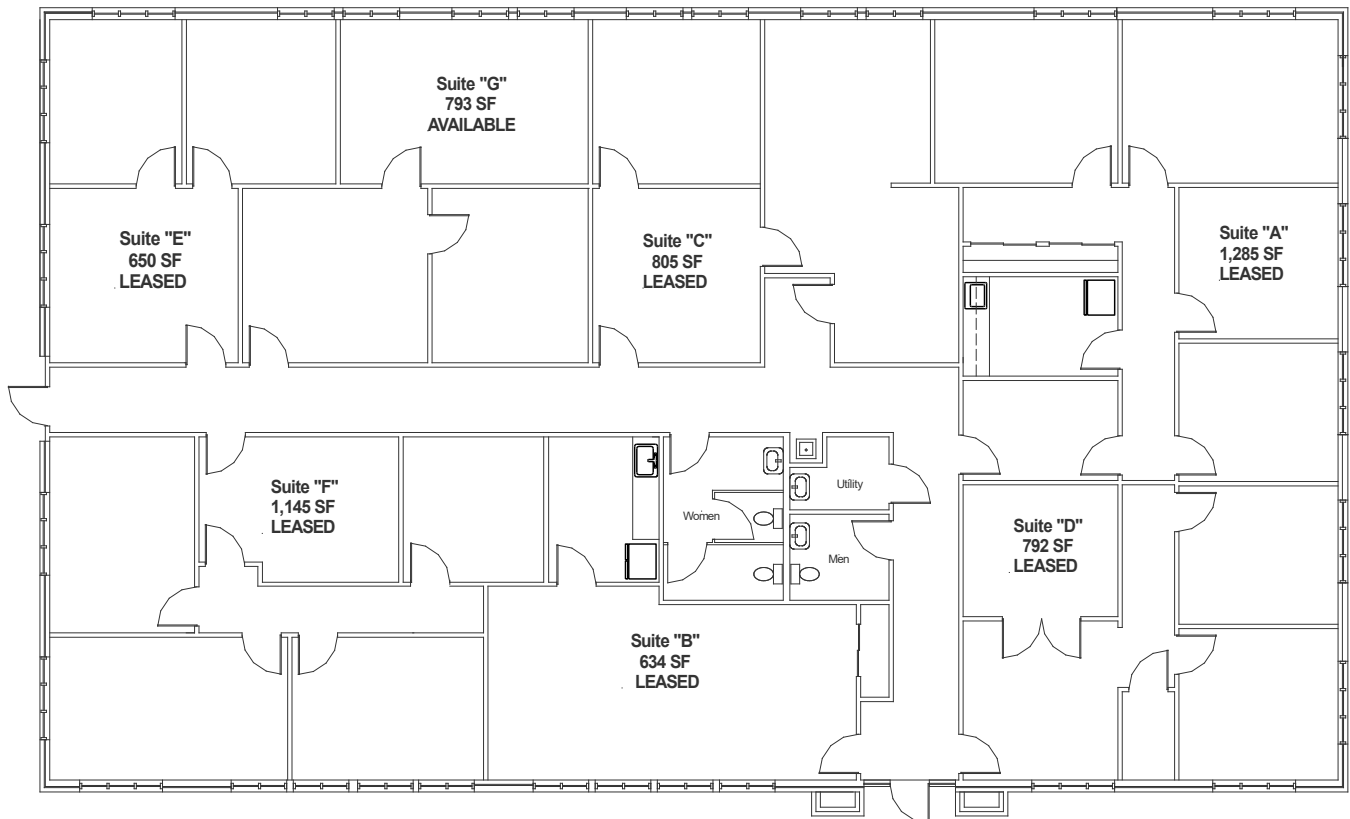 Suite "G"
793 SF
AVAILABLE
Suite "E"
650 SF
LEASED
Suite "C"
805 SF
LEASED
Suite "A"
1,285 SF
LEASED
Suite "F"
1,145 SF
LEASED
Utility
Women
Men
Suite "D"
792 SF
LEASED
Suite "B"
634 SF
LEASED